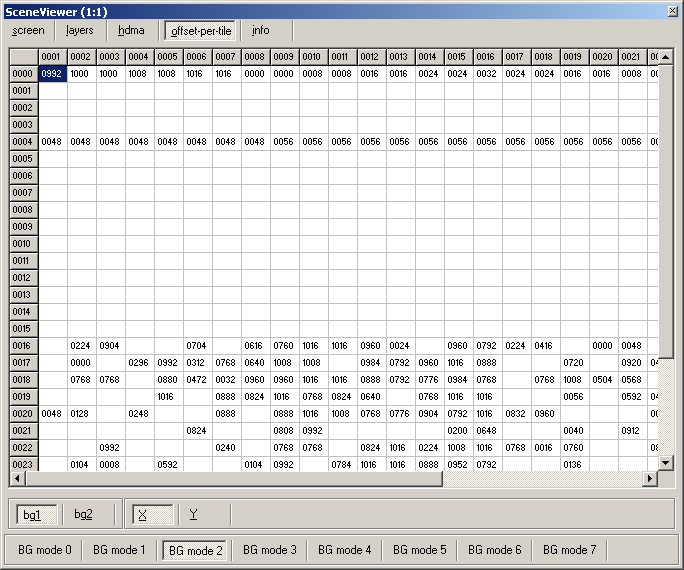 SceneViewer (1:1)
screen layers hdma offset-per-tile info
0001 0002 0003 0004 0005 0006 0007 0008 0009 0010 0011 0012 0013 0014 0015 0016 0017 0018 0019 0020 0021 00
0000 0992 1000 1000 1008 1008 1016 1016 0000 0000 0008 0008 0016 0016 0024 0024 0032 0024 0024 0016 0016 0008 00
0001
0002
0003
0004 0048 0048 0048 0048 0048 0048 0048 0048 0056 0056 0056 0056 0056 0056 0056 0056 0056 0056 0056 0056 0056 00
0005
0006
0007
0008
0009
0010
0011
0012
0013
0014
0015
0016 0224 0904 0704 0616 0760 1016 1016 0960 0024 0960 0792 0224 0416 0000 0048
0017 0000 0296 0992 0312 0768 0640 1008 1008 0984 0792 0960 1016 0888 0720 0920 04
0018 0768 0768 0880 0472 0032 0960 0960 1016 1016 0888 0792 0776 0984 0768 0768 1008 0504 0568
0019 1016 0888 0824 1016 0768 0824 0640 0768 1016 1016 0056 0592 04
0020 0048 0128 0248 0888 0888 1016 1008 0768 0776 0904 0792 1016 0832 0960 00
0021 0824 0808 0992 0200 0648 0040 0912
0022 0992 0240 0768 0768 0824 1016 0224 1008 1016 0768 0016 0760 08
0023 0104 0008 0592 0104 0992 0784 1016 1016 0888 0952 0792 0136
bg1 bg2 X Y
BG mode 0 BG mode 1 BG mode 2 BG mode 3 BG mode 4 BG mode 5 BG mode 6 BG mode 7